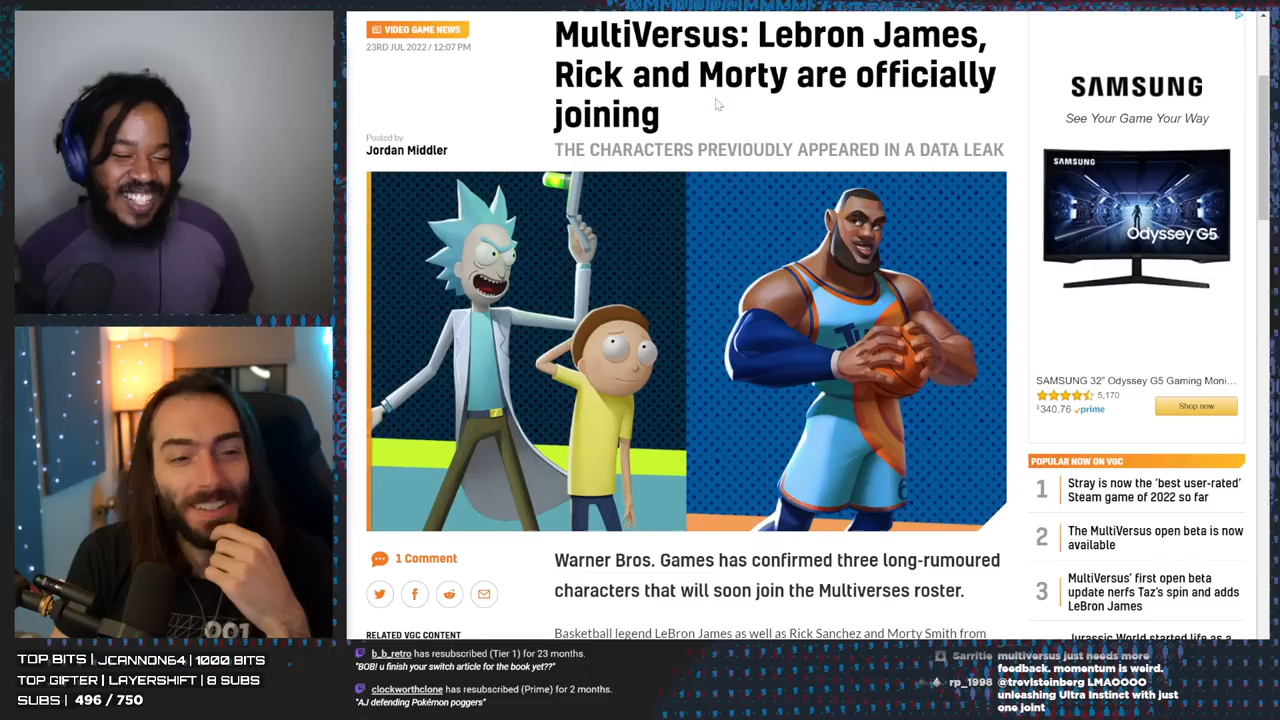 VIDEO GAME NEWS
23RD JUL 2022 / 12:07 PM
Posted by
Jordan Middler
MultiVersus: Lebron James,
Rick and Morty are officially
joining
THE CHARACTERS PREVIOUDLY APPEARED IN A DATA LEAK
1 Comment
RELATED VGC CONTENT
Warner Bros. Games has confirmed three long-rumoured
characters that will soon join the Multiverses roster.
Basketball legend LeBron James as well as Rick Sanchez and Morty Smith from
SAMSUNG
See Your Game Your Way
SAMSUNG
Odyssey G5
SAMSUNG 32" Odyssey G5 Gaming Moni...
5,170
$340.76 prime
Shop now
POPULAR NOW ON VGC
1 Stray is now the ‘best user-rated’
Steam game of 2022 so far
2 The MultiVersus open beta is now
available
3 MultiVersus’ first open beta
update nerfs Taz’s spin and adds
LeBron James
Jurassic World started life as a
001
TOP BITS | JCANNON64 | 1000 BITS
TOP GIFTER | LAYERSHIFT | 8 SUBS
SUBS | 496 / 750
b_b_retro has resubscribed (Tier 1) for 23 months.
"BOB! u finish your switch article for the book yet??"
clockworthclone has resubscribed (Prime) for 2 months.
"AJ defending Pokémon poggers"
Sarritie multiversus just needs more
feedback. momentum is weird.
rp_1998 @trevisteinberg LMAOOOO
unleashing Ultra Instinct with just
one joint